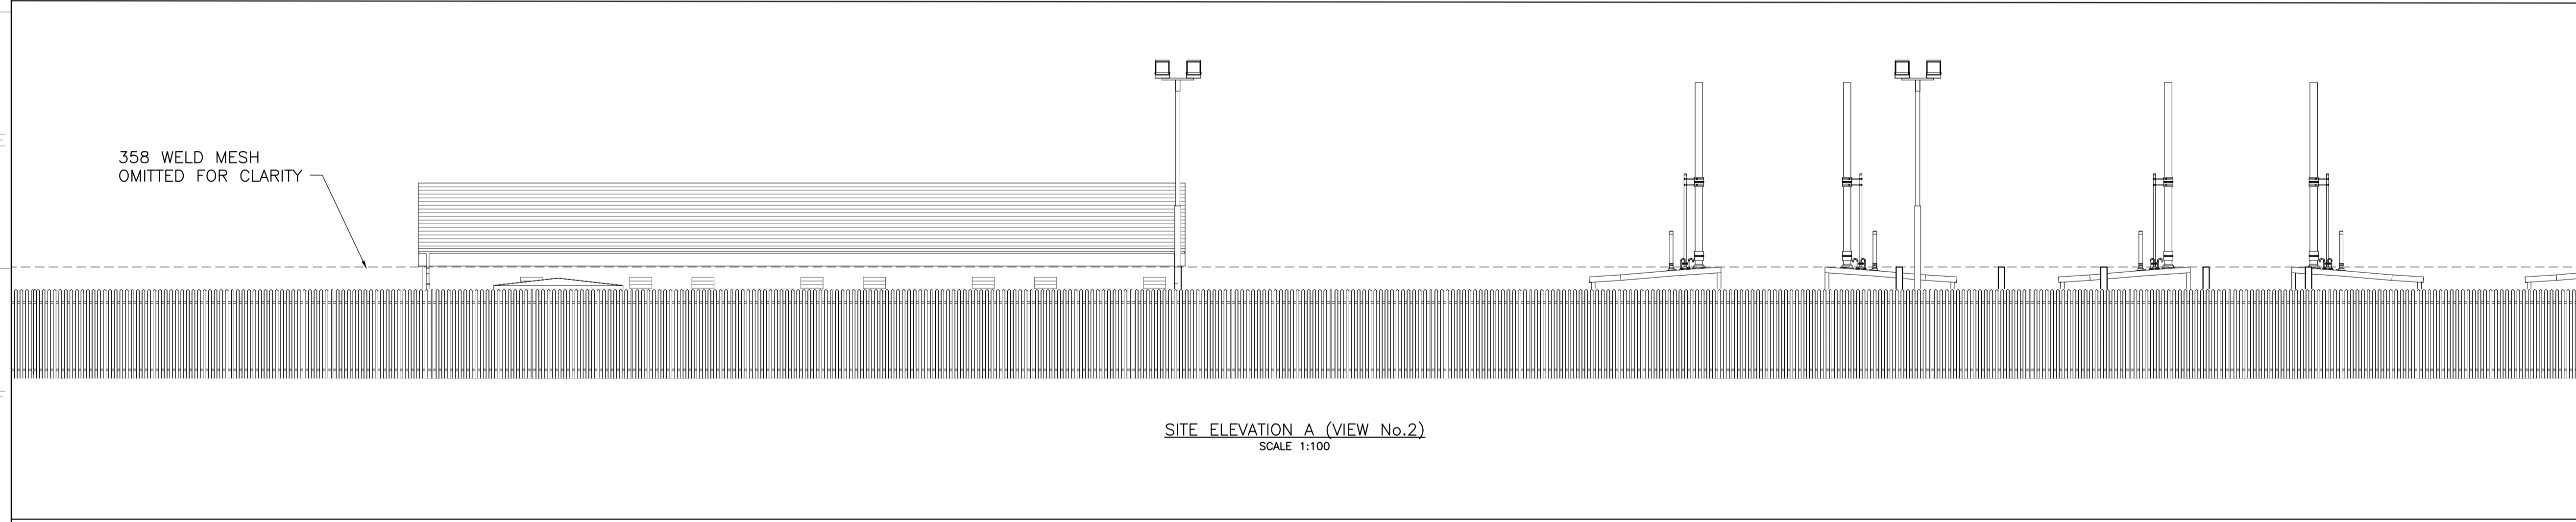 358 WELD MESH
OMITTED FOR CLARITY
SITE ELEVATION A (VIEW No.2)
SCALE 1:100